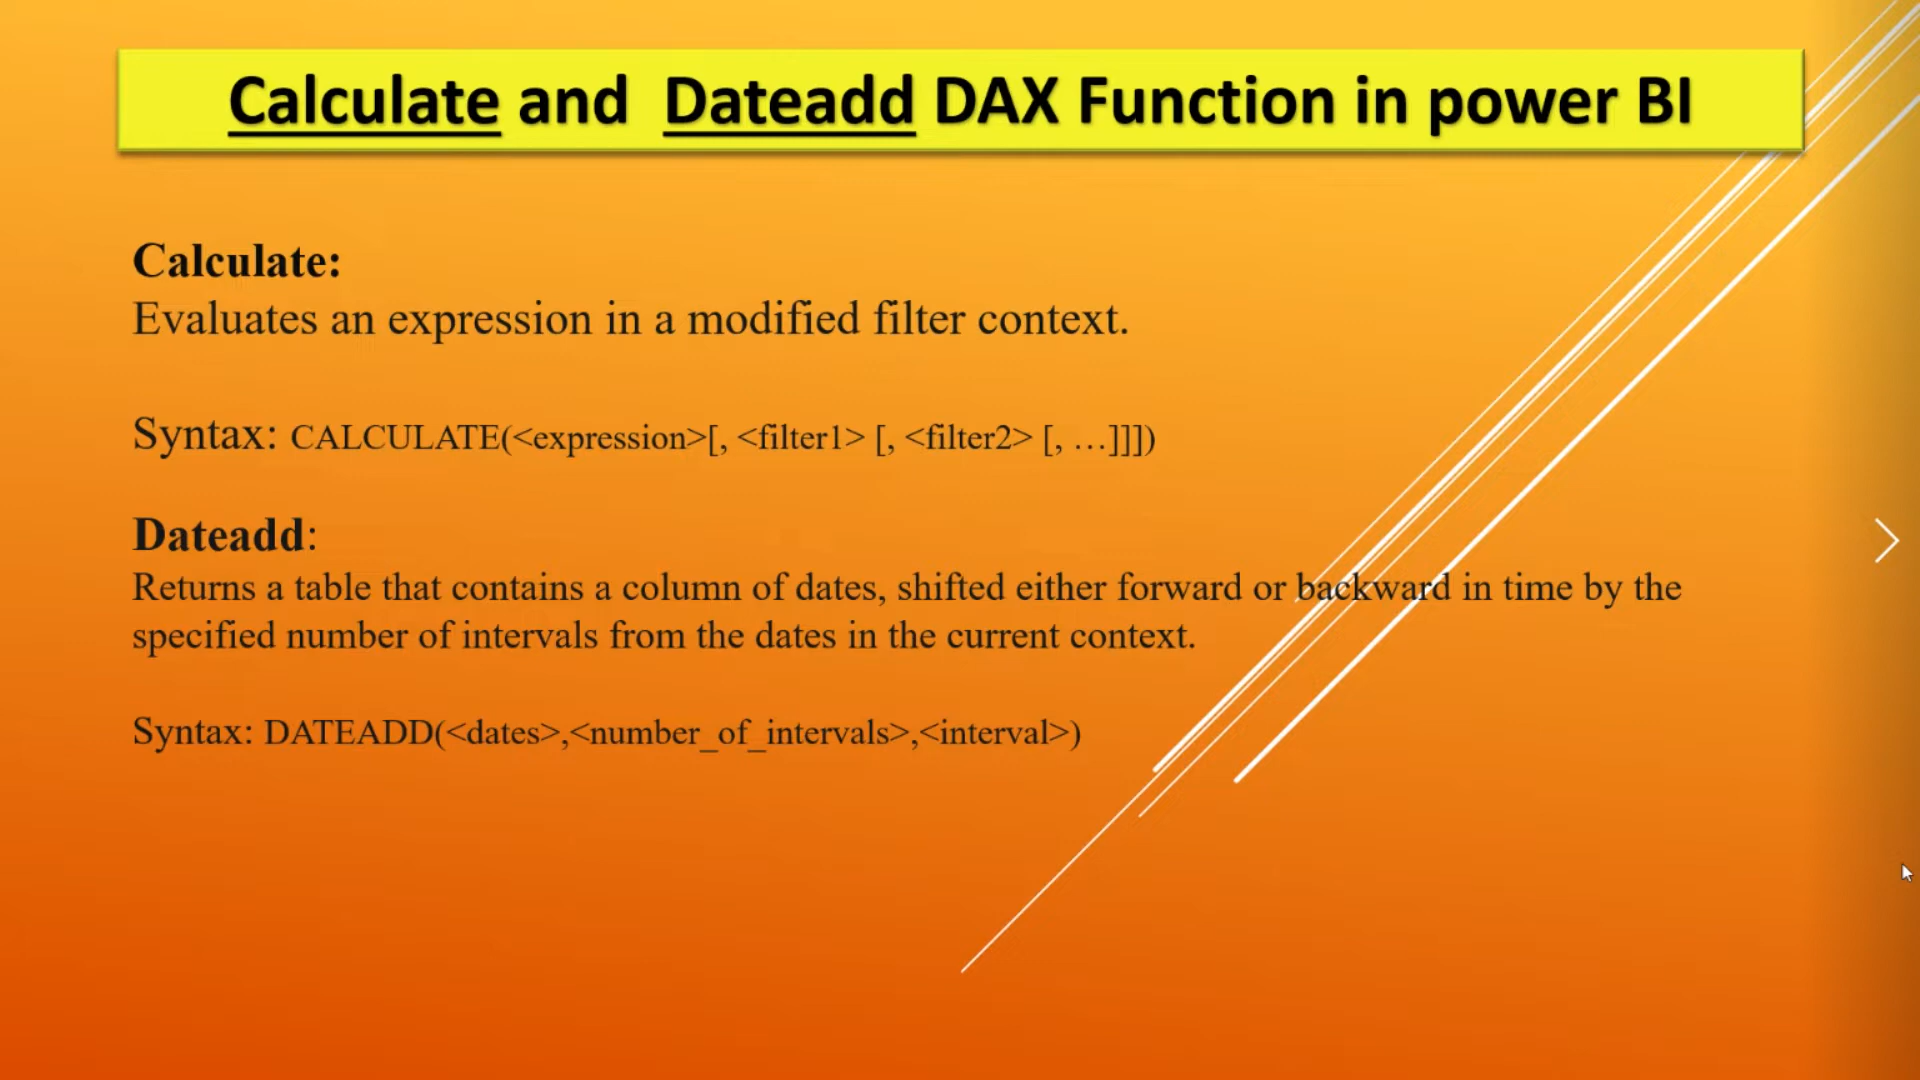 Calculate and Dateadd DAX Function in power BI
Calculate:
Evaluates an expression in a modified filter context.
Syntax: CALCULATE(<expression>[, <filter1> [, <filter2> [, …]]])
Dateadd:
Returns a table that contains a column of dates, shifted either forward or backward in time by the
specified number of intervals from the dates in the current context.
Syntax: DATEADD(<dates>,<number_of_intervals>,<interval>)